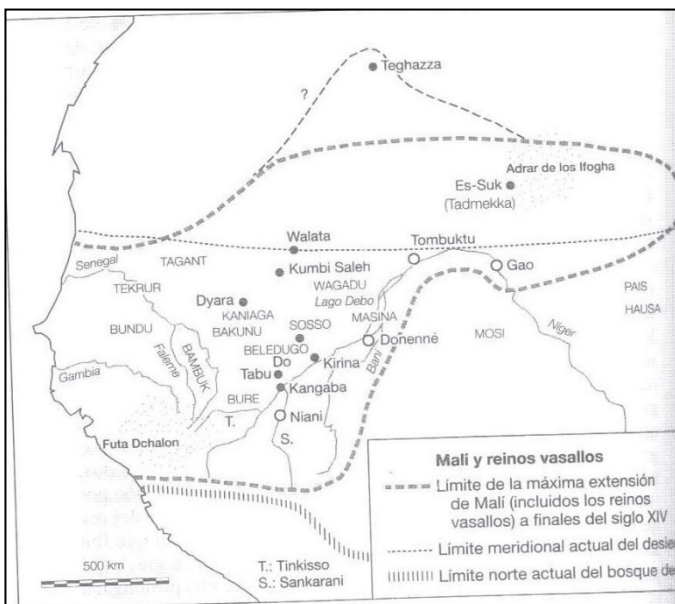 Teghazza
?
Adrar de los Ifogha
Es-Suk
(Tadmekka)
Walata
Tombuktu
Senegal
TAGANT
Kumbi Saleh
Gao
WAGADU
Lago Debo
TEKRUR
PAIS
HAUSA
Dyara
KANIAGA
BAKUNU
MASINA
BUNDU
SOSSO
Donenné
MOSI
Niger
BELEDUGO
Faleme
BAMBUK
Do
Kirina
Bani
Gambia
Tabu
Kangaba
BURE
T.
Niani
S.
Futa Dchalon
Mali y reinos vasallos
Límite de la máxima extensión
de Malí (incluidos los reinos
vasallos) a finales del siglo XIV
Límite meridional actual del
Límite norte actual del bosque
500 km
T.: Tinkisso
S.: Sankarani